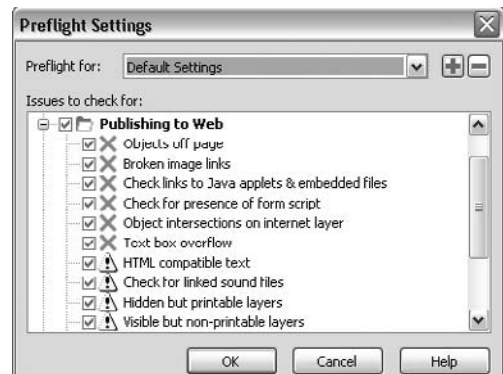 Preflight Settings
Preflight for: Default Settings
Issues to check for:
Publishing to Web
Objects off page
Broken image links
Check links to Java applets & embedded files
Check for presence of form script
Object intersections on internet layer
Text box overflow
HTML compatible text
Check for linked sound files
Hidden but printable layers
Visible but non-printable layers
OK Cancel Help